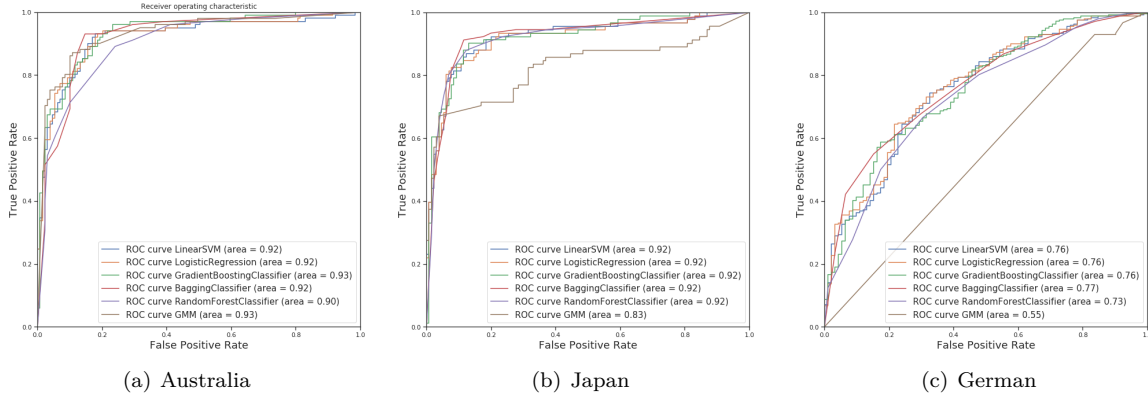 Receiver operating characteristic
True Positive Rate
1.0
0.8
0.6
0.4
0.2
0.0
ROC curve LinearSVM (area = 0.92)
ROC curve LogisticRegression (area = 0.92)
ROC curve GradientBoostingClassifier (area = 0.93)
ROC curve BaggingClassifier (area = 0.92)
ROC curve RandomForestClassifier (area = 0.90)
ROC curve GMM (area = 0.93)
0.0 0.2 0.4 0.6 0.8 1.0
False Positive Rate
(a) Australia
True Positive Rate
1.0
0.8
0.6
0.4
0.2
0.0
ROC curve LinearSVM (area = 0.92)
ROC curve LogisticRegression (area = 0.92)
ROC curve GradientBoostingClassifier (area = 0.92)
ROC curve BaggingClassifier (area = 0.92)
ROC curve RandomForestClassifier (area = 0.92)
ROC curve GMM (area = 0.83)
0.0 0.2 0.4 0.6 0.8 1.0
False Positive Rate
(b) Japan
True Positive Rate
1.0
0.8
0.6
0.4
0.2
0.0
ROC curve LinearSVM (area = 0.76)
ROC curve LogisticRegression (area = 0.76)
ROC curve GradientBoostingClassifier (area = 0.76)
ROC curve BaggingClassifier (area = 0.77)
ROC curve RandomForestClassifier (area = 0.73)
ROC curve GMM (area = 0.55)
0.0 0.2 0.4 0.6 0.8 1.0
False Positive Rate
(c) German